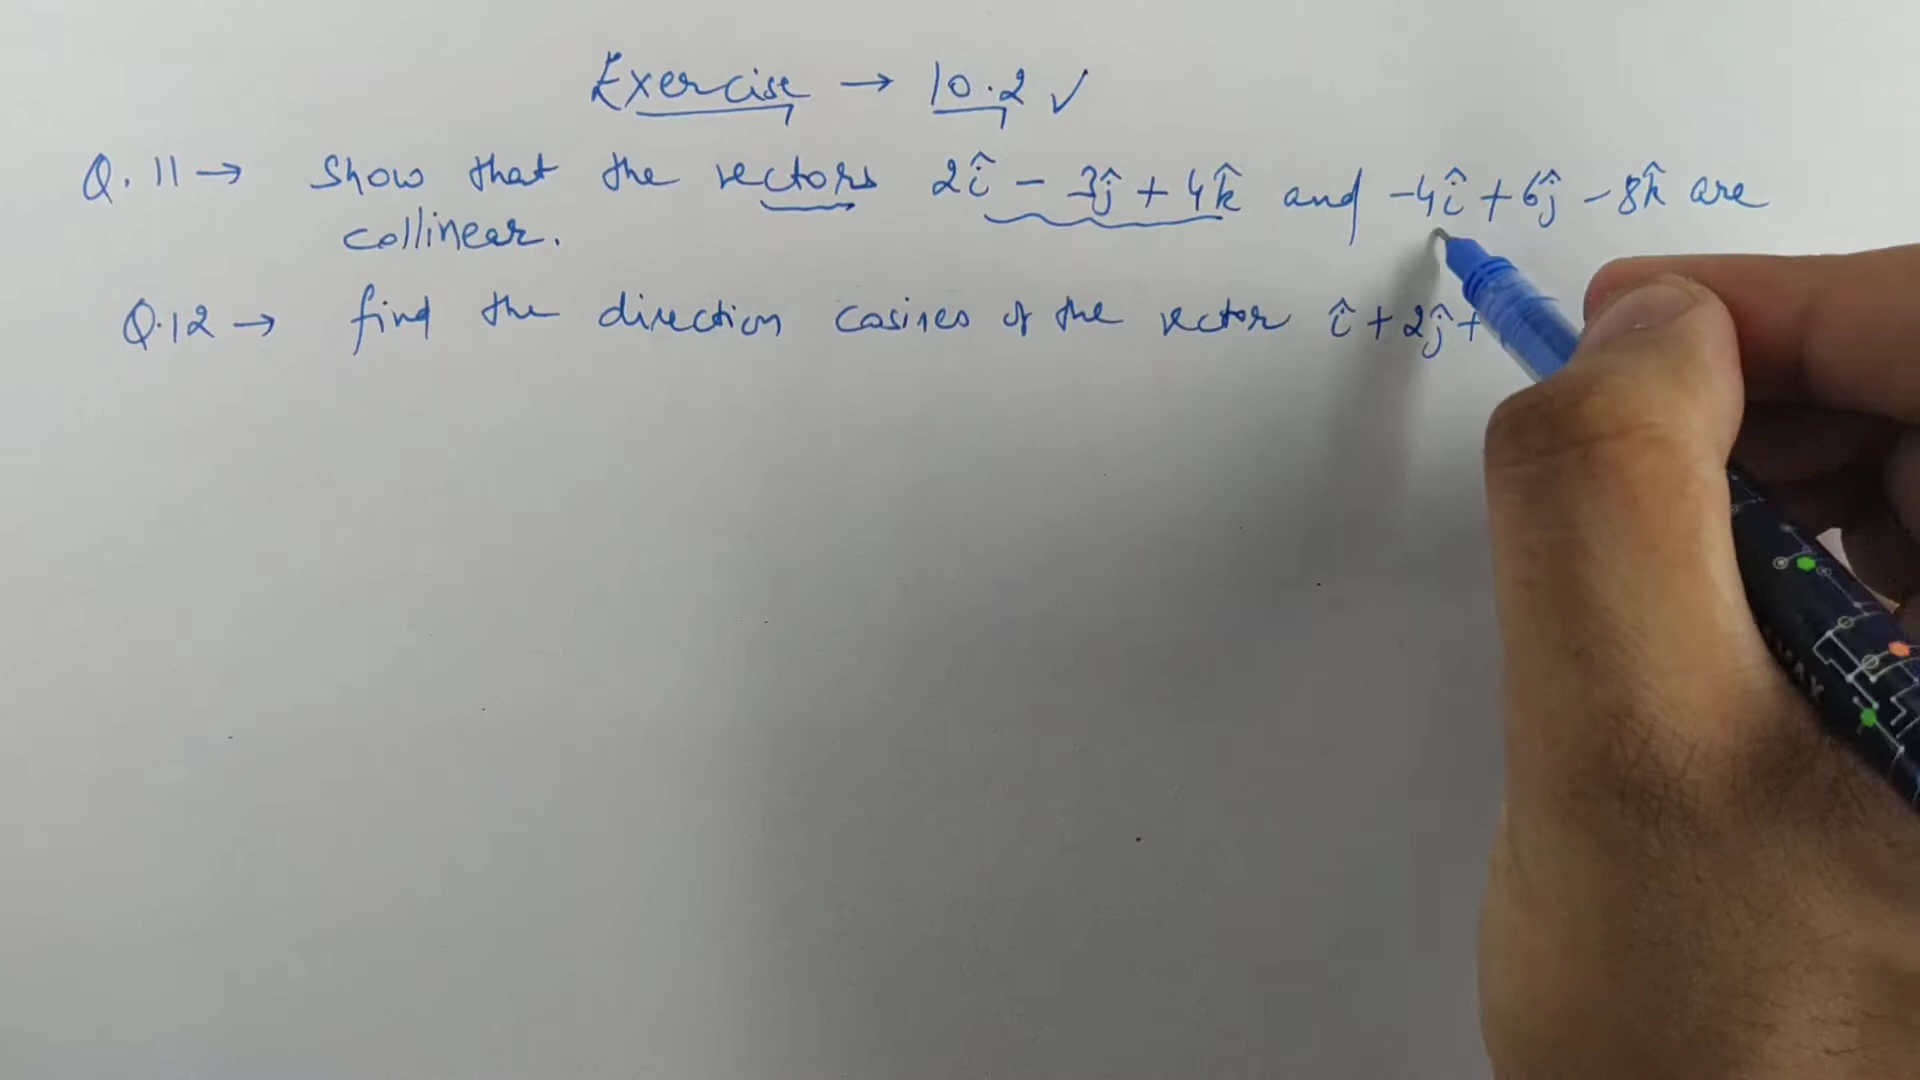 Exercise → 10.2 ✓
Q. 11 → Show that the vectors 2î - 3ĵ + 4k̂ and -4î + 6ĵ - 8k̂ are
collinear.
Q.12 → find the direction cosines of the vector î + 2ĵ +